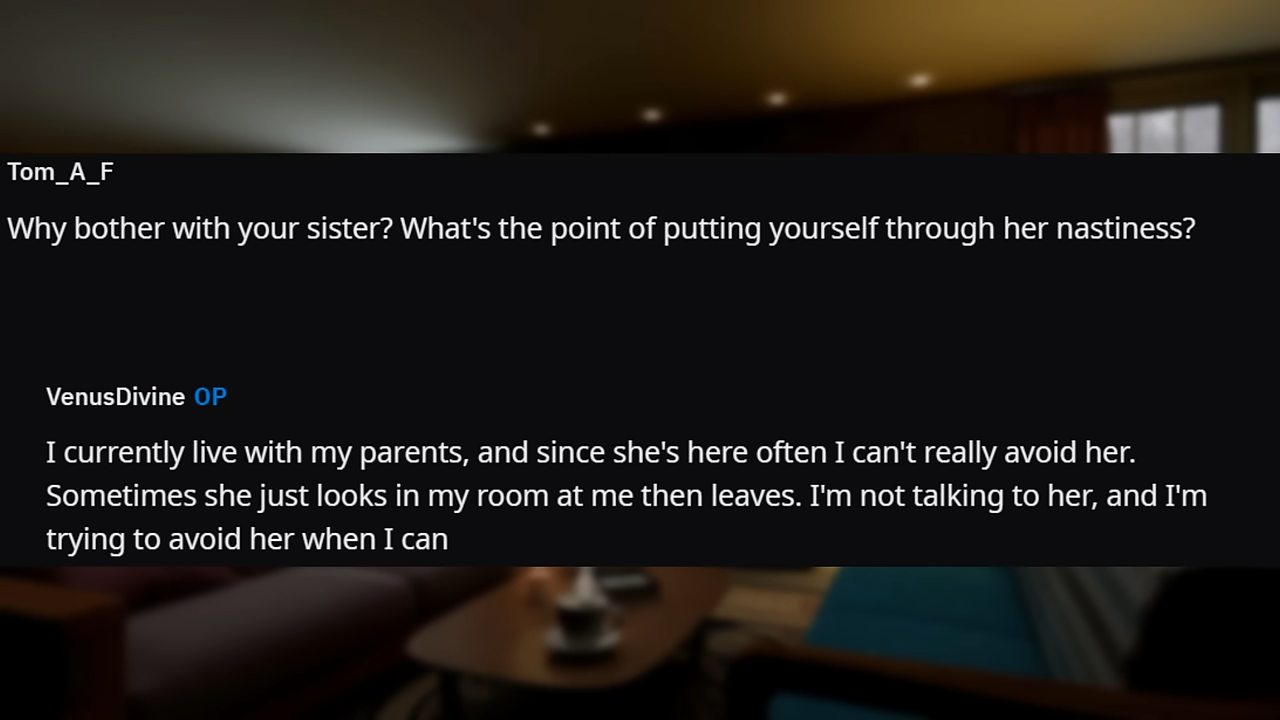 Tom_A_F
Why bother with your sister? What's the point of putting yourself through her nastiness?
VenusDivine OP
I currently live with my parents, and since she's here often I can't really avoid her.
Sometimes she just looks in my room at me then leaves. I'm not talking to her, and I'm
trying to avoid her when I can